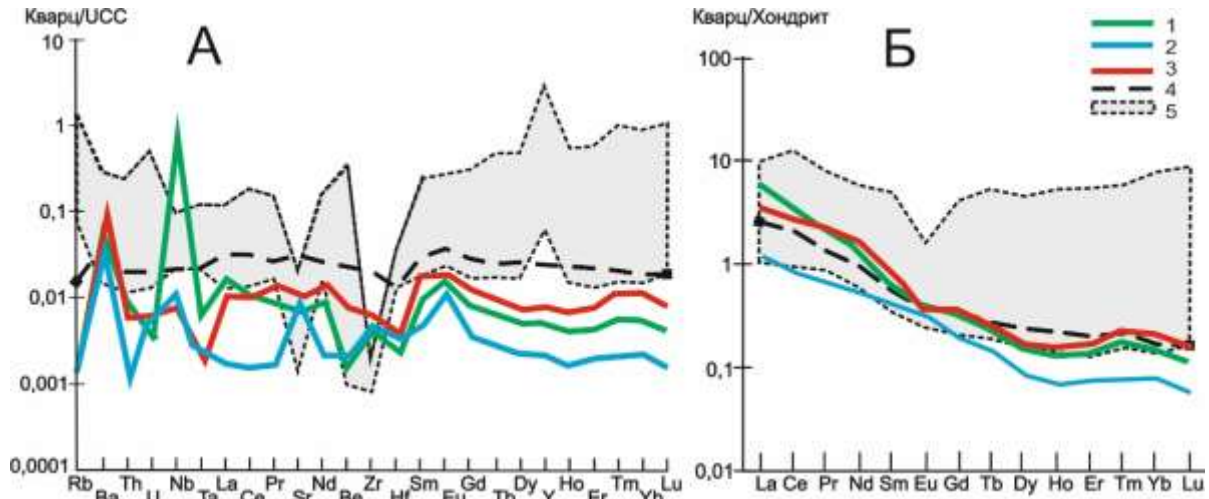 Кварц/UCC
А
10
1
0,1
0,01
0,001
0,0001
Rb Ba Th U Nb Ta La Ce Pr Sr Nd Be Zr Hf Sm Eu Gd Tb Dy Y Ho Er Tm Yb Lu
Кварц/Хондрит
Б
100
10
1
0,1
0,01
La Ce Pr Nd Sm Eu Gd Tb Dy Ho Er Tm Yb Lu
1
2
3
4
5